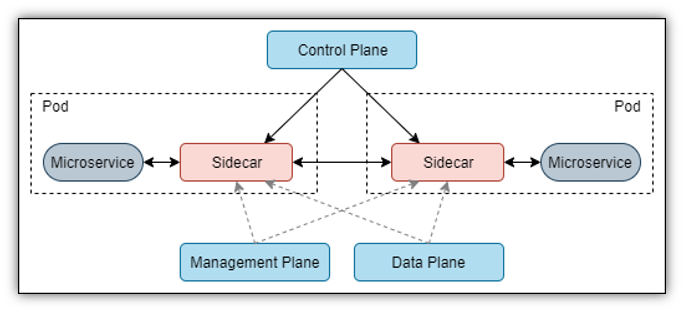 Control Plane
Pod
Pod
Microservice
Sidecar
Sidecar
Microservice
Management Plane
Data Plane